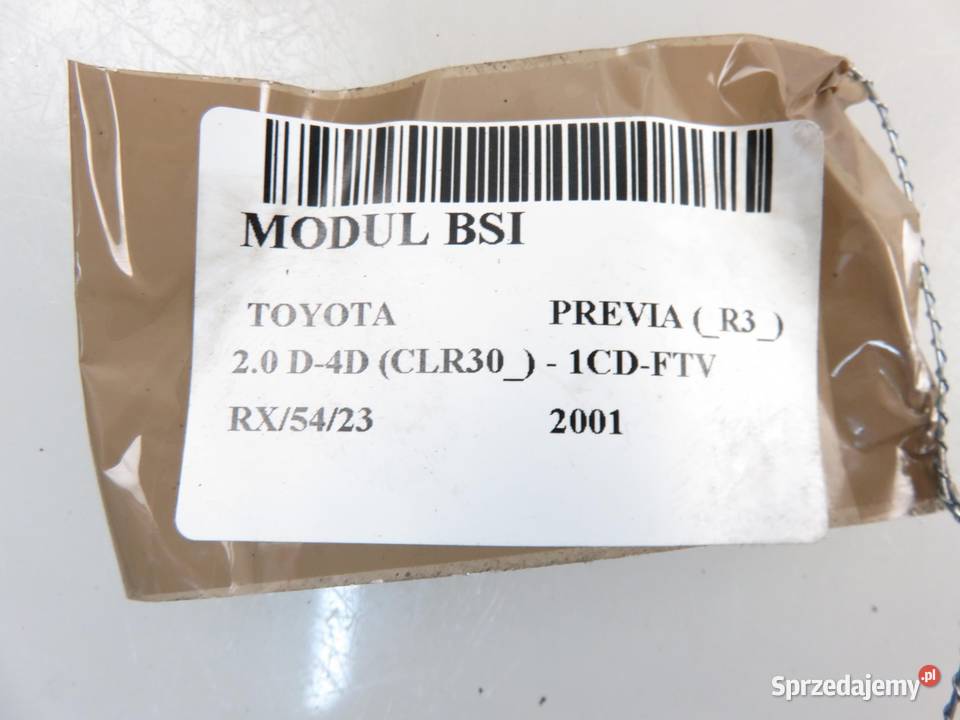 MODUL BSI
TOYOTA PREVIA (_R3_)
2.0 D-4D (CLR30_) - 1CD-FTV
RX/54/23 2001
Sprzedajemy.pl